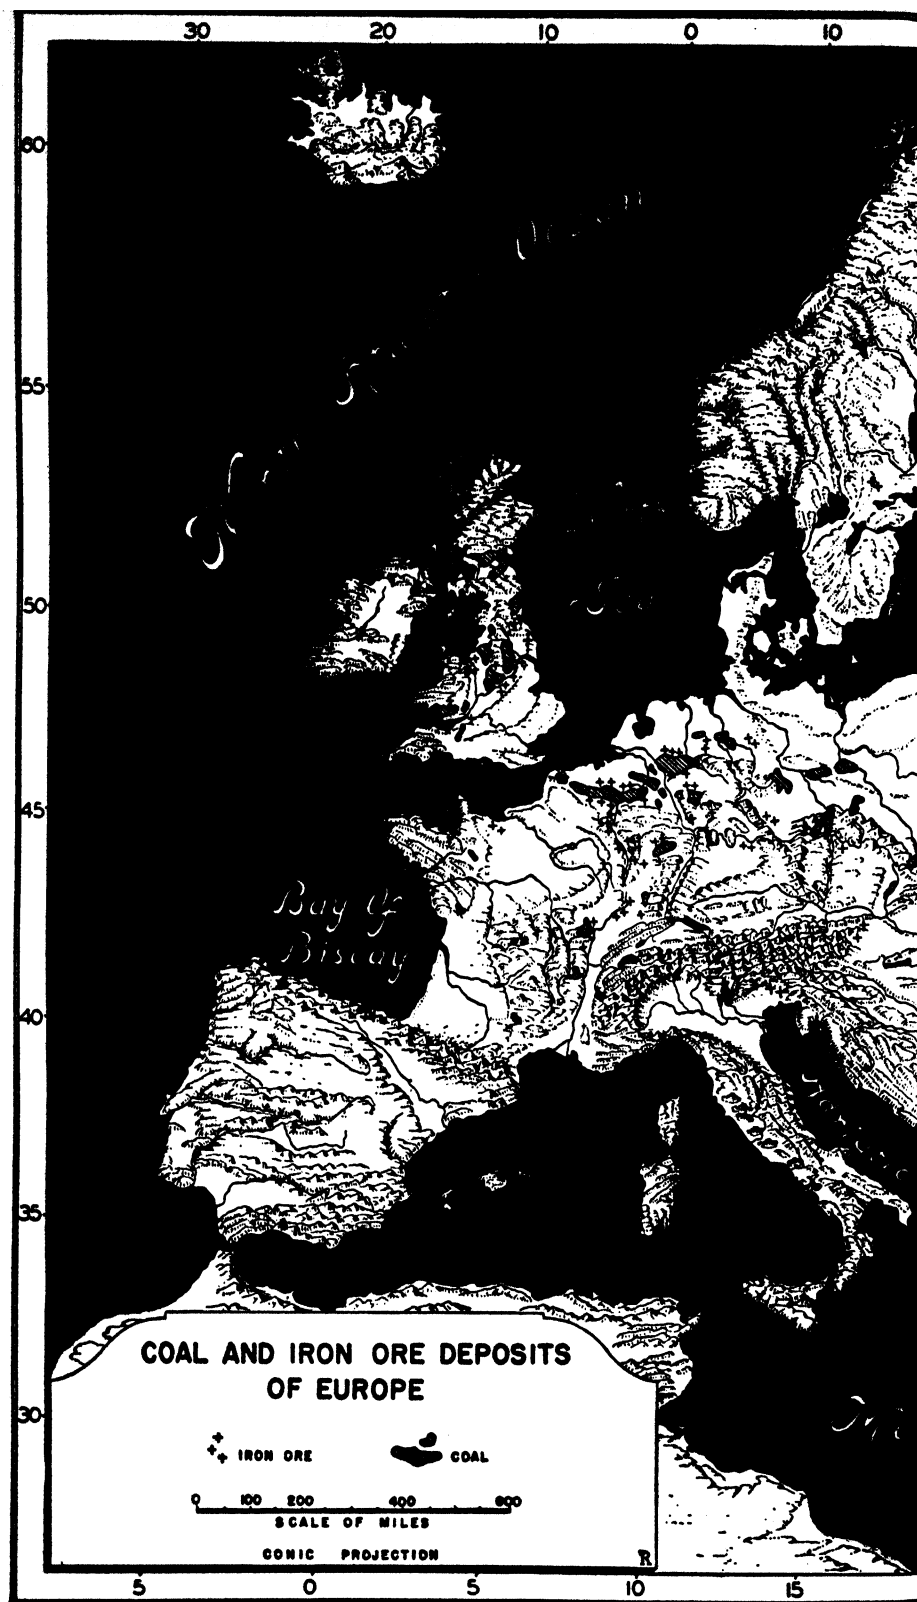 30 20 10 0 10
60
55
50
45
40
35
30
Ocean
Sea
Bay Of
Biscay
COAL AND IRON ORE DEPOSITS
OF EUROPE
IRON ORE COAL
0 100 200 400 600
SCALE OF MILES
CONIC PROJECTION
R
5 0 5 10 15